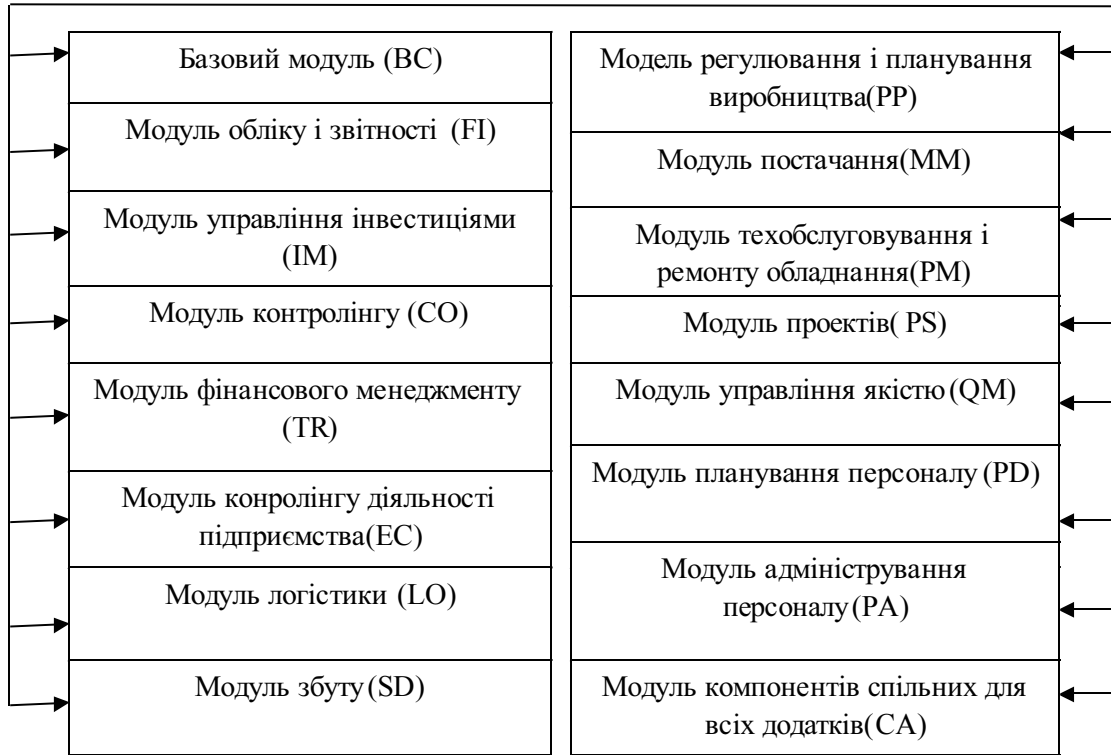 Базовий модуль (BC)
Модуль обліку і звітності (FI)
Модуль управління інвестиціями
(IM)
Модуль контролінгу (CO)
Модуль фінансового менеджменту
(TR)
Модуль конролінгу діяльності
підприємства(EC)
Модуль логістики (LO)
Модуль збуту(SD)
Модель регулювання і планування
виробництва(PP)
Модуль постачання(MM)
Модуль техобслуговування і
ремонту обладнання(PM)
Модуль проектів( PS)
Модуль управління якістю(QM)
Модуль планування персоналу(PD)
Модуль адміністрування
персоналу(PA)
Модуль компонентів спільних для
всіх додатків(CA)